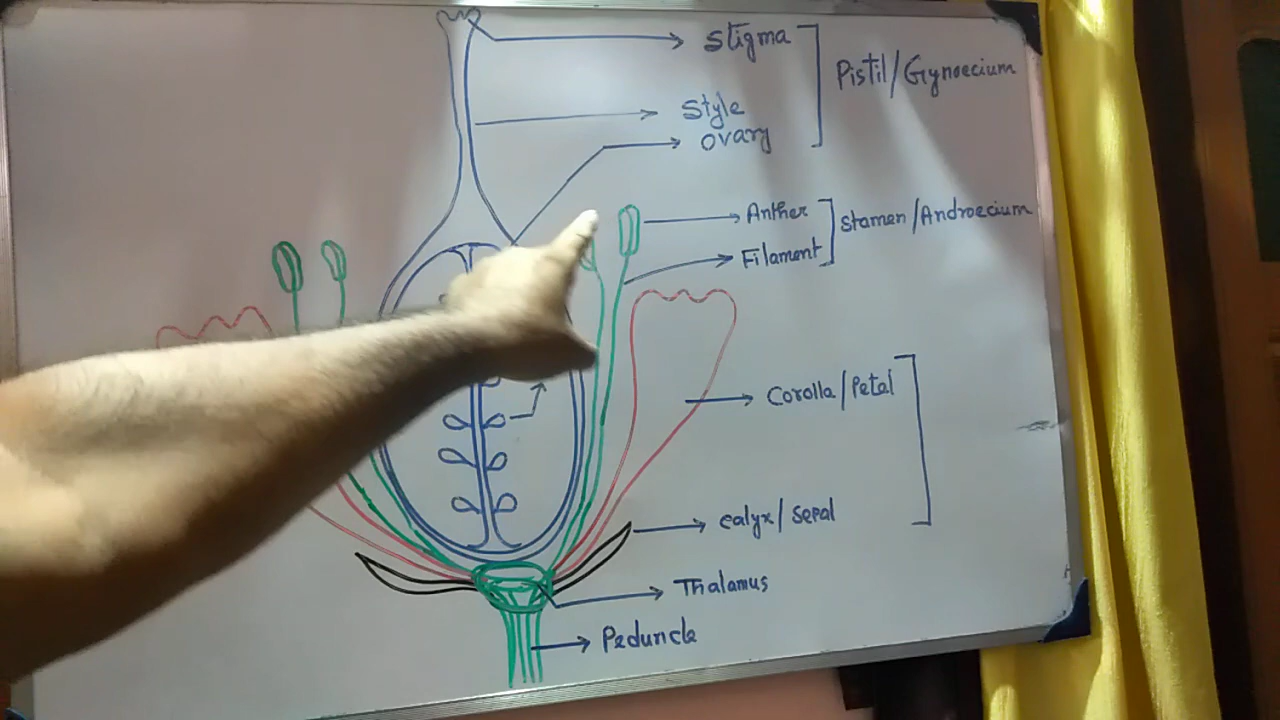 Stigma
Pistil/Gynoecium
Style
ovary
Anther
Stamen/Androecium
Filament
Corolla/Petal
calyx/sepal
Thalamus
Peduncle